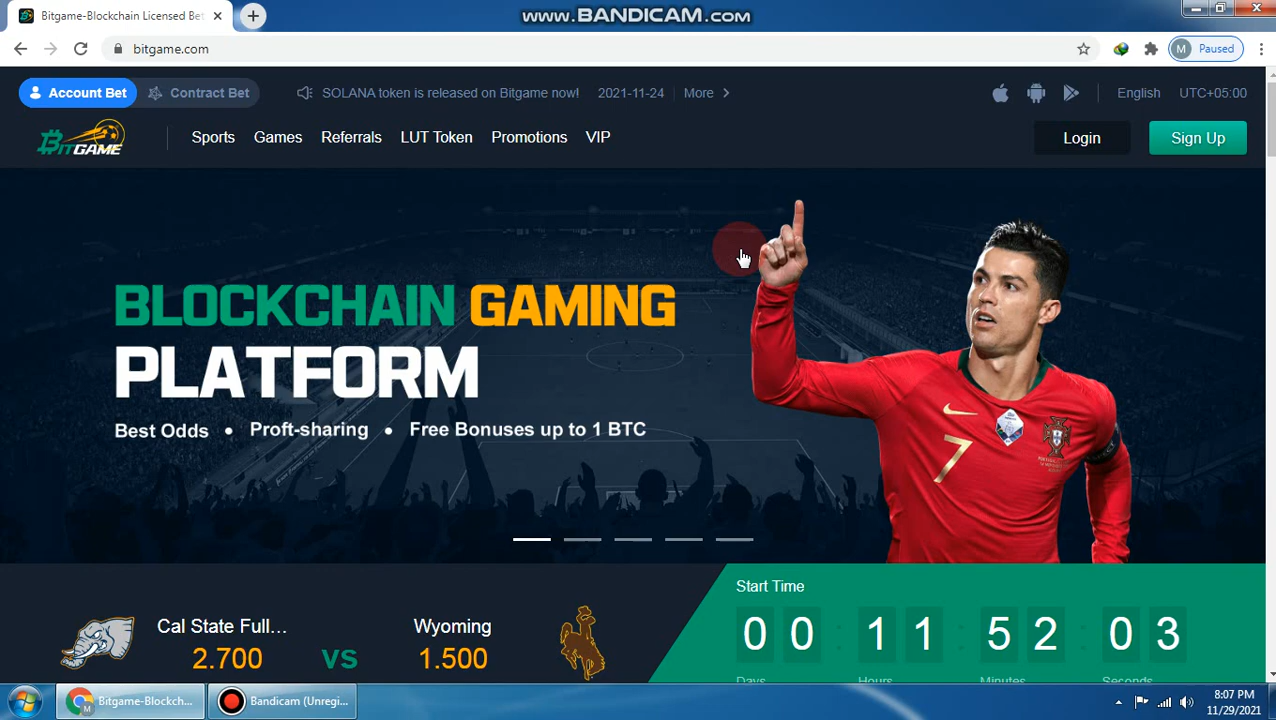 www.BANDICAM.com
Bitgame-Blockchain Licensed Bet
bitgame.com
M Paused
Account Bet
Contract Bet
SOLANA token is released on Bitgame now! 2021-11-24 More
English UTC+05:00
BITGAME
Sports Games Referrals LUT Token Promotions VIP
Login Sign Up
BLOCKCHAIN GAMING
PLATFORM
Best Odds • Proft-sharing • Free Bonuses up to 1 BTC
7
PORTUGAL
Start Time
Cal State Full...
Wyoming
2.700 VS 1.500
00 : 11 : 52 : 03
Days Hours Minutes Seconds
M Bitgame-Blockch...
Bandicam (Unregi...
8:07 PM
11/29/2021